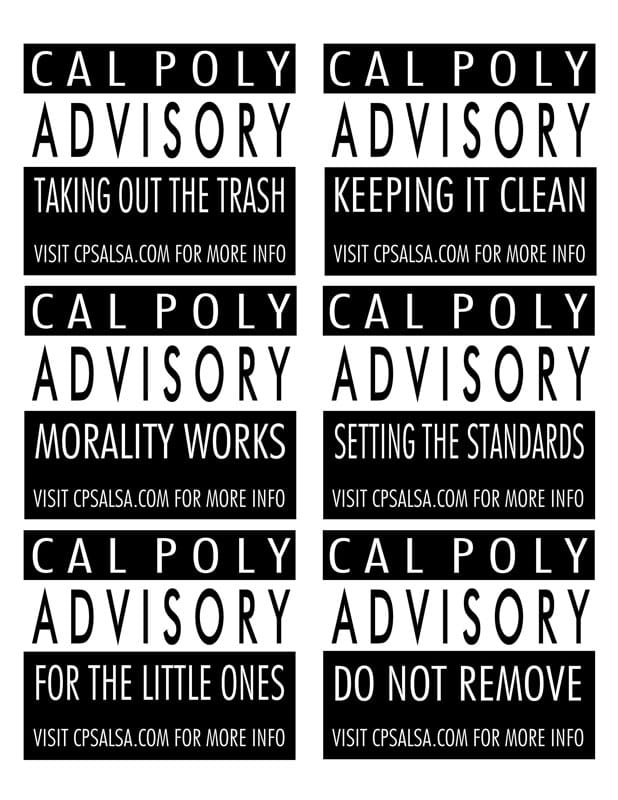 CAL POLY
ADVISORY
TAKING OUT THE TRASH
VISIT CPSALSA.COM FOR MORE INFO
CAL POLY
ADVISORY
KEEPING IT CLEAN
VISIT CPSALSA.COM FOR MORE INFO
CAL POLY
ADVISORY
MORALITY WORKS
VISIT CPSALSA.COM FOR MORE INFO
CAL POLY
ADVISORY
SETTING THE STANDARDS
VISIT CPSALSA.COM FOR MORE INFO
CAL POLY
ADVISORY
FOR THE LITTLE ONES
VISIT CPSALSA.COM FOR MORE INFO
CAL POLY
ADVISORY
DO NOT REMOVE
VISIT CPSALSA.COM FOR MORE INFO